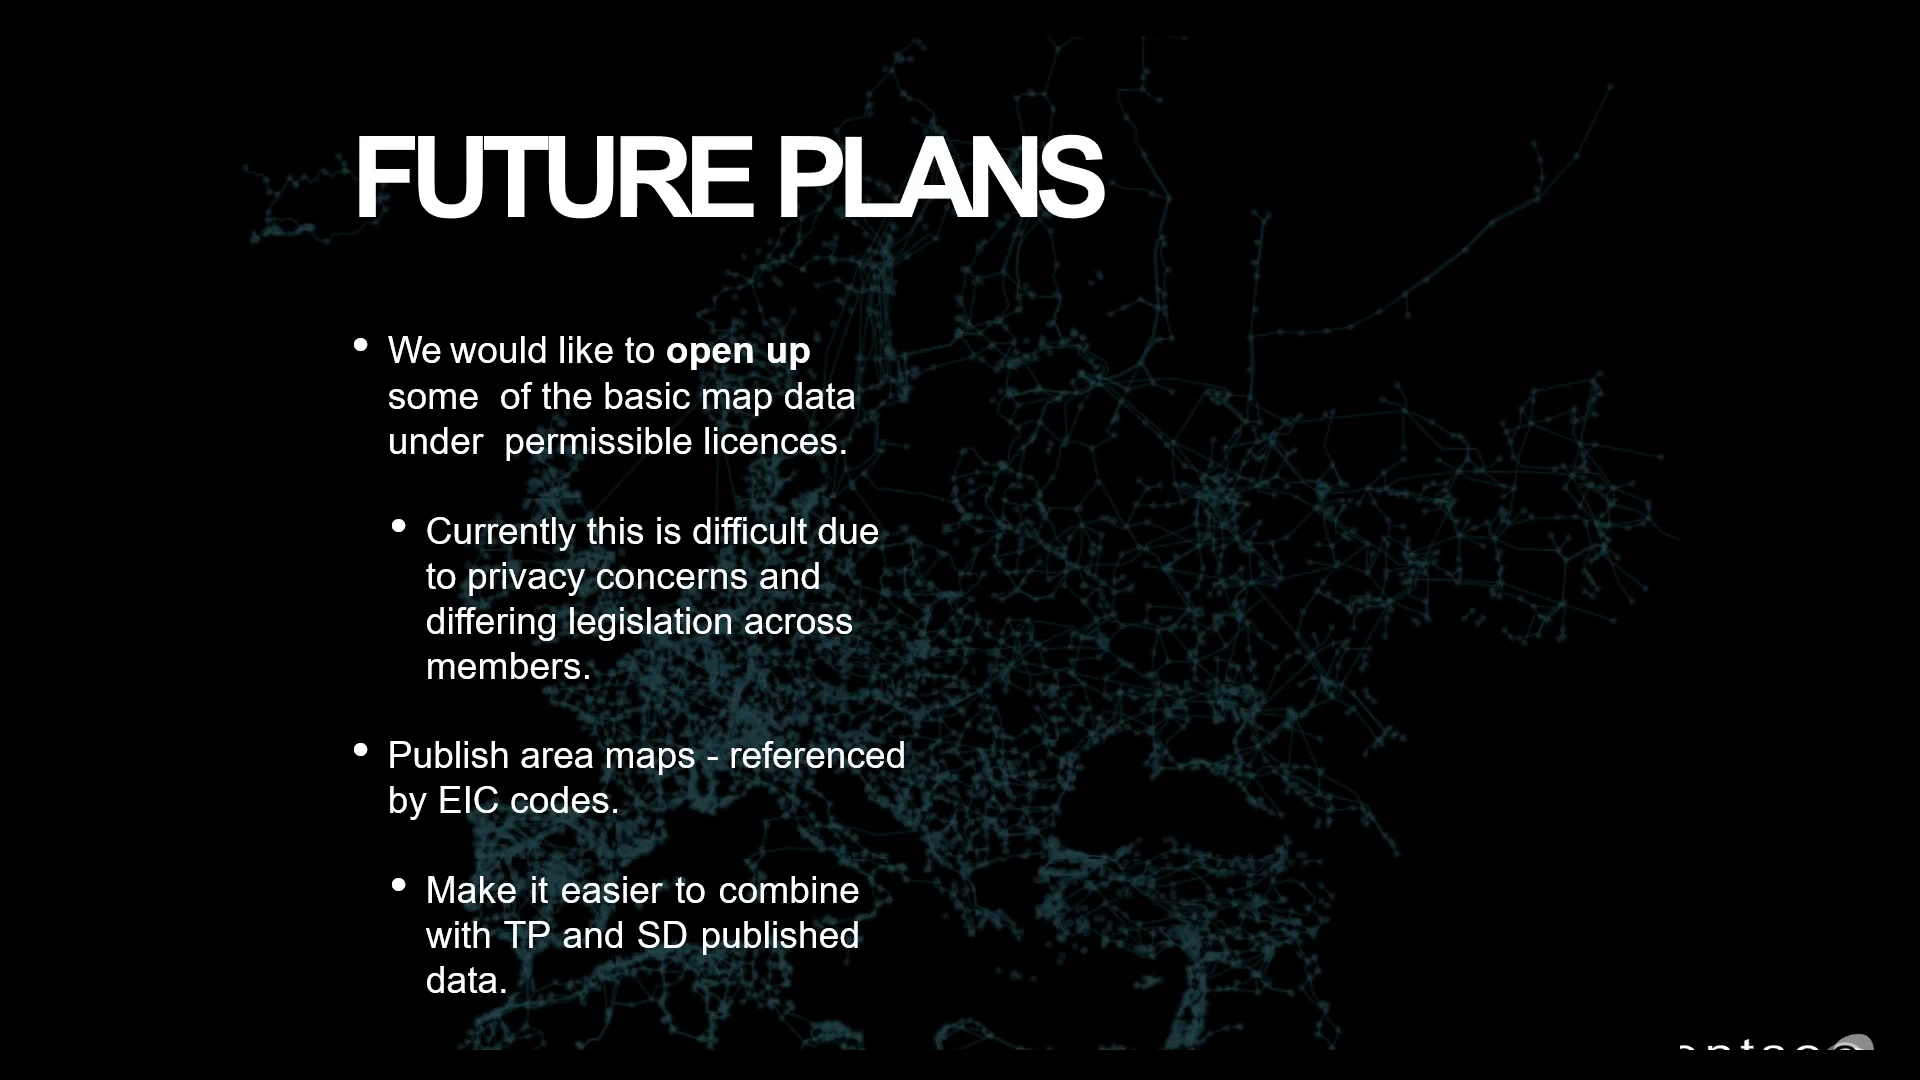 FUTURE PLANS
• We would like to open up
some of the basic map data
under permissible licences.
• Currently this is difficult due
to privacy concerns and
differing legislation across
members.
• Publish area maps - referenced
by EIC codes.
• Make it easier to combine
with TP and SD published
data.